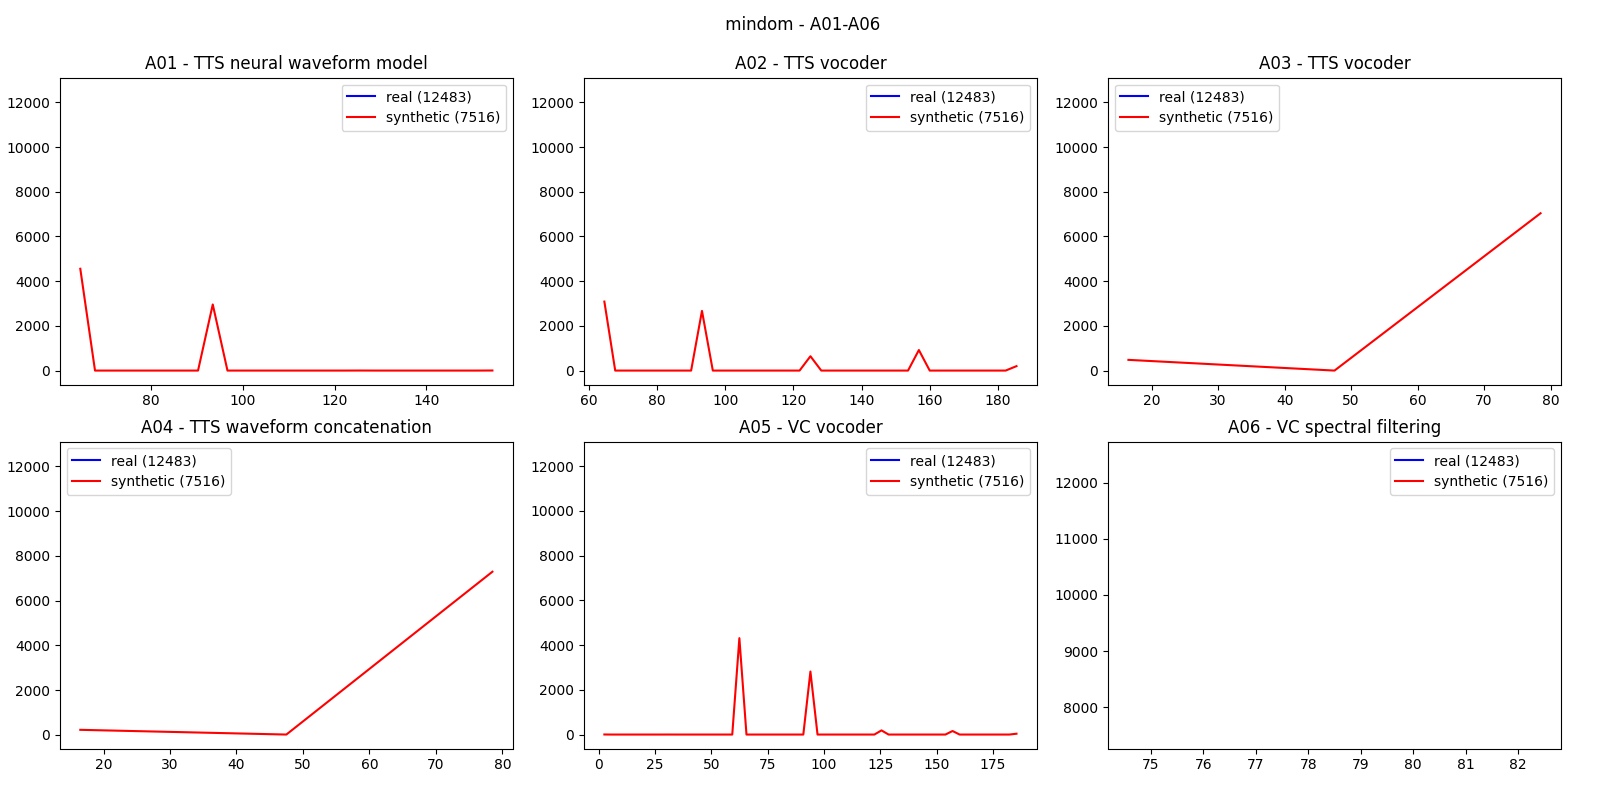 mindom - A01-A06
A01 - TTS neural waveform model
real (12483)
synthetic (7516)
12000
10000
8000
6000
4000
2000
0
80 100 120 140
A02 - TTS vocoder
real (12483)
synthetic (7516)
12000
10000
8000
6000
4000
2000
0
60 80 100 120 140 160 180
A03 - TTS vocoder
real (12483)
synthetic (7516)
12000
10000
8000
6000
4000
2000
0
20 30 40 50 60 70 80
A04 - TTS waveform concatenation
real (12483)
synthetic (7516)
12000
10000
8000
6000
4000
2000
0
20 30 40 50 60 70 80
A05 - VC vocoder
real (12483)
synthetic (7516)
12000
10000
8000
6000
4000
2000
0
0 25 50 75 100 125 150 175
A06 - VC spectral filtering
real (12483)
synthetic (7516)
12000
11000
10000
9000
8000
75 76 77 78 79 80 81 82